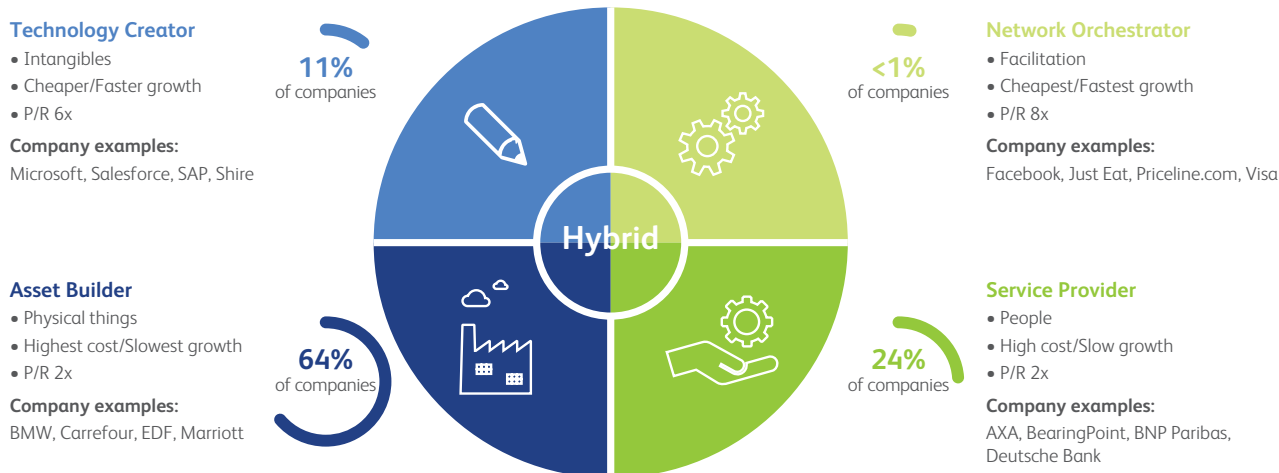 Technology Creator
• Intangibles
• Cheaper/Faster growth
• P/R 6x
Company examples:
Microsoft, Salesforce, SAP, Shire
11%
of companies
<1%
of companies
Network Orchestrator
• Facilitation
• Cheapest/Fastest growth
• P/R 8x
Company examples:
Facebook, Just Eat, Priceline.com, Visa
Hybrid
Asset Builder
• Physical things
• Highest cost/Slowest growth
• P/R 2x
Company examples:
BMW, Carrefour, EDF, Marriott
64%
of companies
24%
of companies
Service Provider
• People
• High cost/Slow growth
• P/R 2x
Company examples:
AXA, BearingPoint, BNP Paribas,
Deutsche Bank